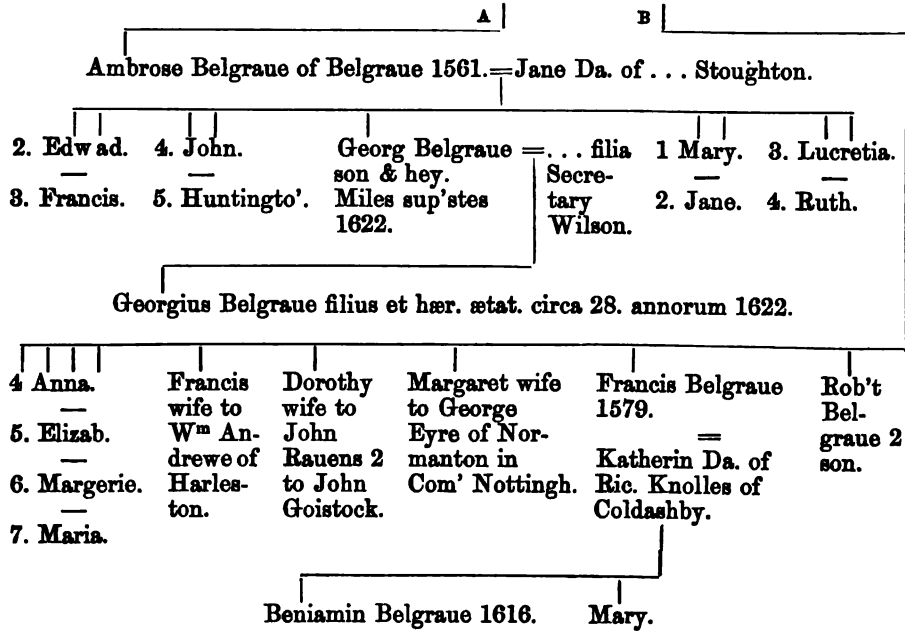 A B
Ambrose Belgraue of Belgraue 1561.=Jane Da. of . . . Stoughton.
2. Edwad.
3. Francis.
4. John.
5. Huntingto'.
Georg Belgraue
son & hey.
Miles sup'stes
1622.
= . . . filia
Secre-
tary
Wilson.
1 Mary.
2. Jane.
3. Lucretia.
4. Ruth.
Georgius Belgraue filius et hær. ætat. circa 28. annorum 1622.
4 Anna.
5. Elizab.
6. Margerie.
7. Maria.
Francis
wife to
Wᵐ An-
drewe of
Harles-
ton.
Dorothy
wife to
John
Rauens 2
to John
Goistock.
Margaret wife
to George
Eyre of Nor-
manton in
Com' Nottingh.
Francis Belgraue
1579.
=
Katherin Da. of
Ric. Knolles of
Coldashby.
Rob't
Bel-
graue 2
son.
Beniamin Belgraue 1616.
Mary.